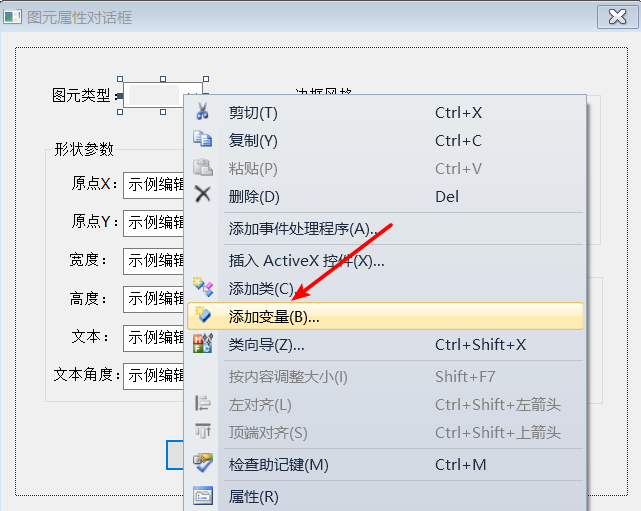 图元属性对话框
图元类型：
边框风格
剪切(T) Ctrl+X
复制(Y) Ctrl+C
粘贴(P) Ctrl+V
删除(D) Del
添加事件处理程序(A)...
插入 ActiveX 控件(X)...
添加类(C)...
添加变量(B)...
类向导(Z)... Ctrl+Shift+X
按内容调整大小(I) Shift+F7
左对齐(L) Ctrl+Shift+左箭头
顶端对齐(S) Ctrl+Shift+上箭头
检查助记键(M) Ctrl+M
属性(R)
形状参数
原点X： 示例编辑
原点Y： 示例编辑
宽度： 示例编辑
高度： 示例编辑
文本： 示例编辑
文本角度： 示例编辑